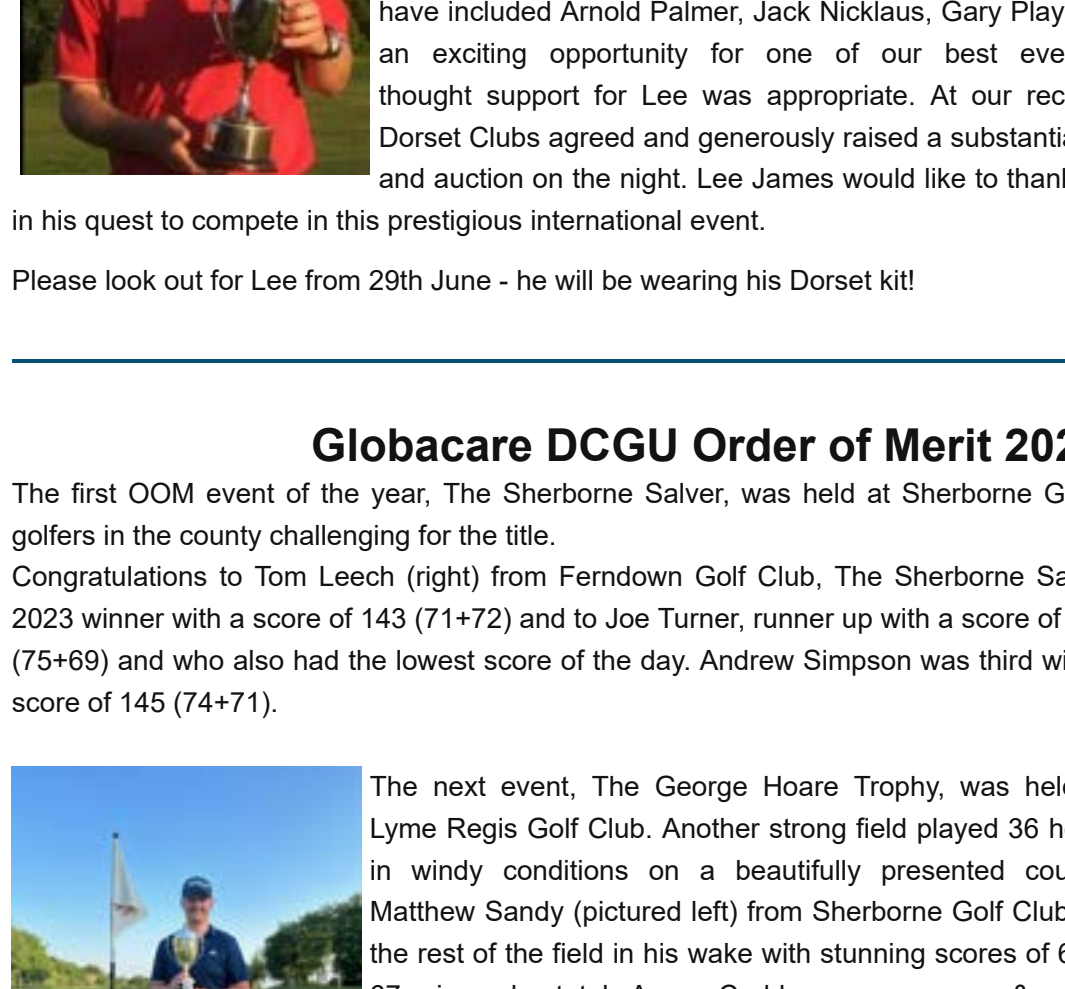 have included Arnold Palmer, Jack Nicklaus, Gary Play
an exciting opportunity for one of our best eve
thought support for Lee was appropriate. At our rec
Dorset Clubs agreed and generously raised a substantia
and auction on the night. Lee James would like to thank
in his quest to compete in this prestigious international event.
Please look out for Lee from 29th June - he will be wearing his Dorset kit!
Globacare DCGU Order of Merit 202
The first OOM event of the year, The Sherborne Salver, was held at Sherborne G
golfers in the county challenging for the title.
Congratulations to Tom Leech (right) from Ferndown Golf Club, The Sherborne Sa
2023 winner with a score of 143 (71+72) and to Joe Turner, runner up with a score of
(75+69) and who also had the lowest score of the day. Andrew Simpson was third wi
score of 145 (74+71).
The next event, The George Hoare Trophy, was held
Lyme Regis Golf Club. Another strong field played 36 h
in windy conditions on a beautifully presented cou
Matthew Sandy (pictured left) from Sherborne Golf Club
the rest of the field in his wake with stunning scores of 6